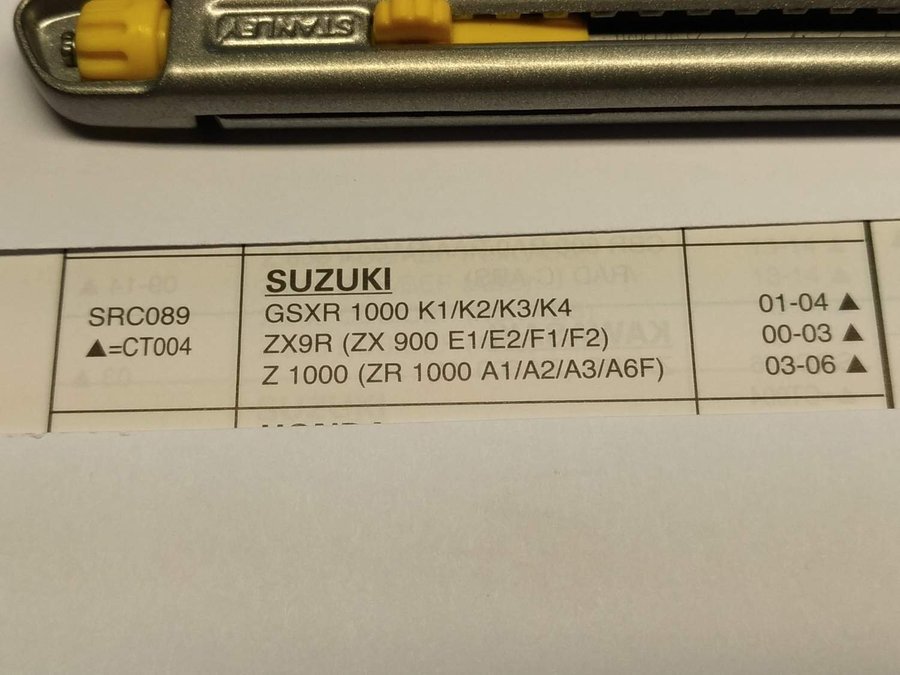 STANLEY
SRC089
▲=CT004
SUZUKI
GSXR 1000 K1/K2/K3/K4 01-04 ▲
ZX9R (ZX 900 E1/E2/F1/F2) 00-03 ▲
Z 1000 (ZR 1000 A1/A2/A3/A6F) 03-06 ▲